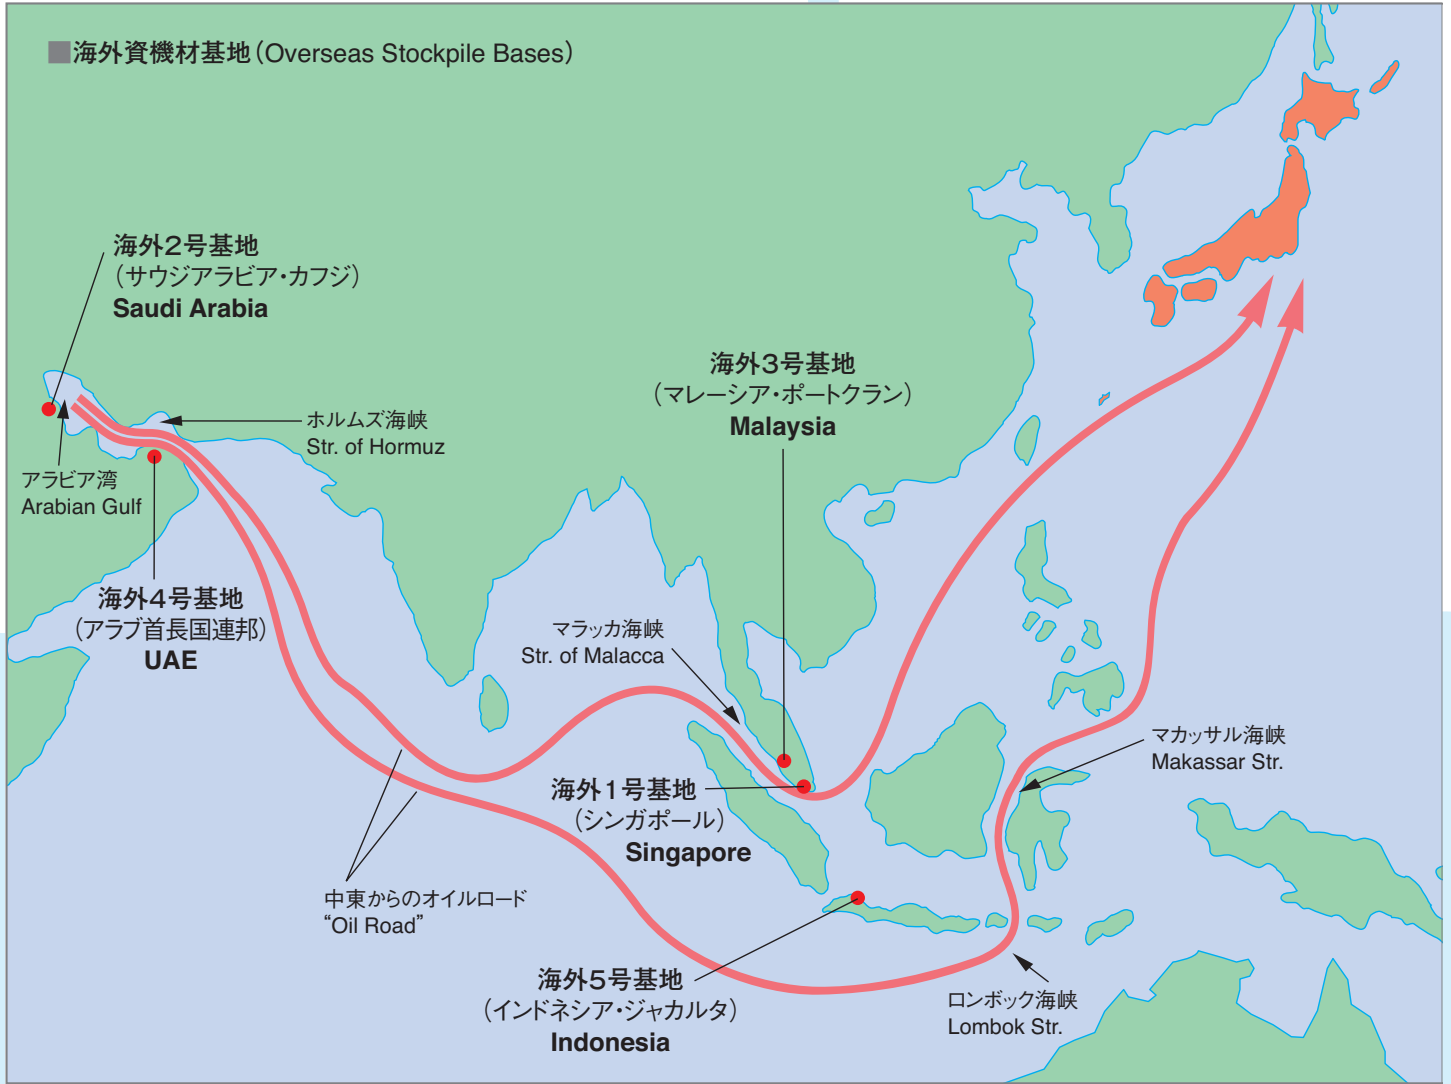 ■海外資機材基地(Overseas Stockpile Bases)
海外2号基地
(サウジアラビア・カフジ)
Saudi Arabia
海外3号基地
(マレーシア・ポートクラン)
Malaysia
ホルムズ海峡
Str. of Hormuz
アラビア湾
Arabian Gulf
海外4号基地
(アラブ首長国連邦)
UAE
マラッカ海峡
Str. of Malacca
マカッサル海峡
Makassar Str.
海外1号基地
(シンガポール)
Singapore
中東からのオイルロード
“Oil Road”
海外5号基地
(インドネシア・ジャカルタ)
Indonesia
ロンボック海峡
Lombok Str.